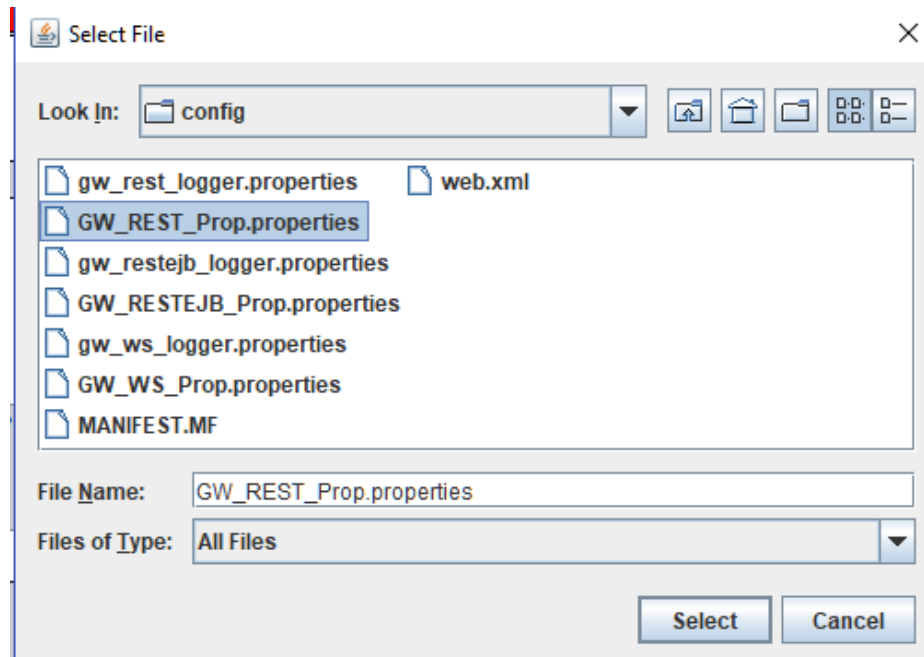 Select File
Look In: config
gw_rest_logger.properties web.xml
GW_REST_Prop.properties
gw_restejb_logger.properties
GW_RESTEJB_Prop.properties
gw_ws_logger.properties
GW_WS_Prop.properties
MANIFEST.MF
File Name: GW_REST_Prop.properties
Files of Type: All Files
Select Cancel